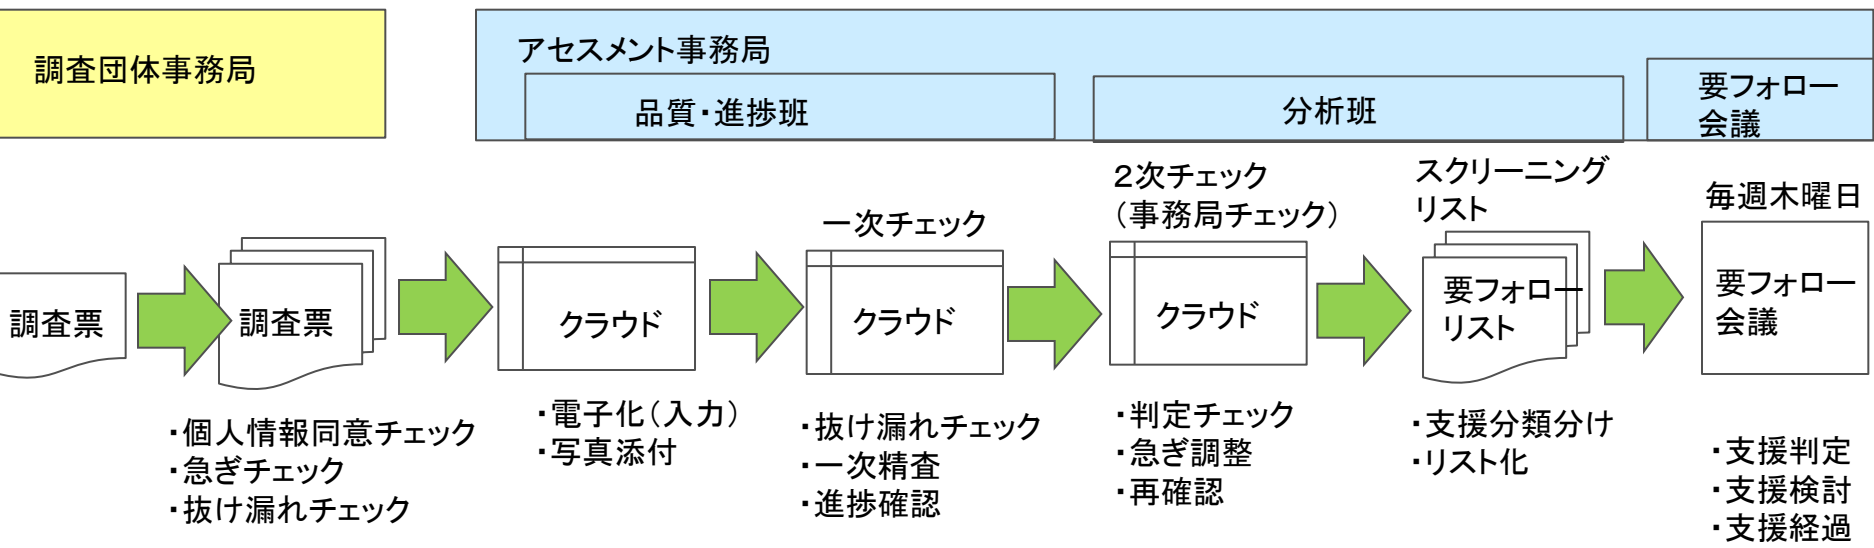 調査団体事務局
アセスメント事務局
品質・進捗班
分析班
要フォロー
会議
調査票
調査票
・個人情報同意チェック
・急ぎチェック
・抜け漏れチェック
クラウド
・電子化（入力）
・写真添付
一次チェック
クラウド
・抜け漏れチェック
・一次精査
・進捗確認
２次チェック
（事務局チェック）
クラウド
・判定チェック
・急ぎ調整
・再確認
スクリーニング
リスト
要フォロー
リスト
・支援分類分け
・リスト化
毎週木曜日
要フォロー
会議
・支援判定
・支援検討
・支援経過